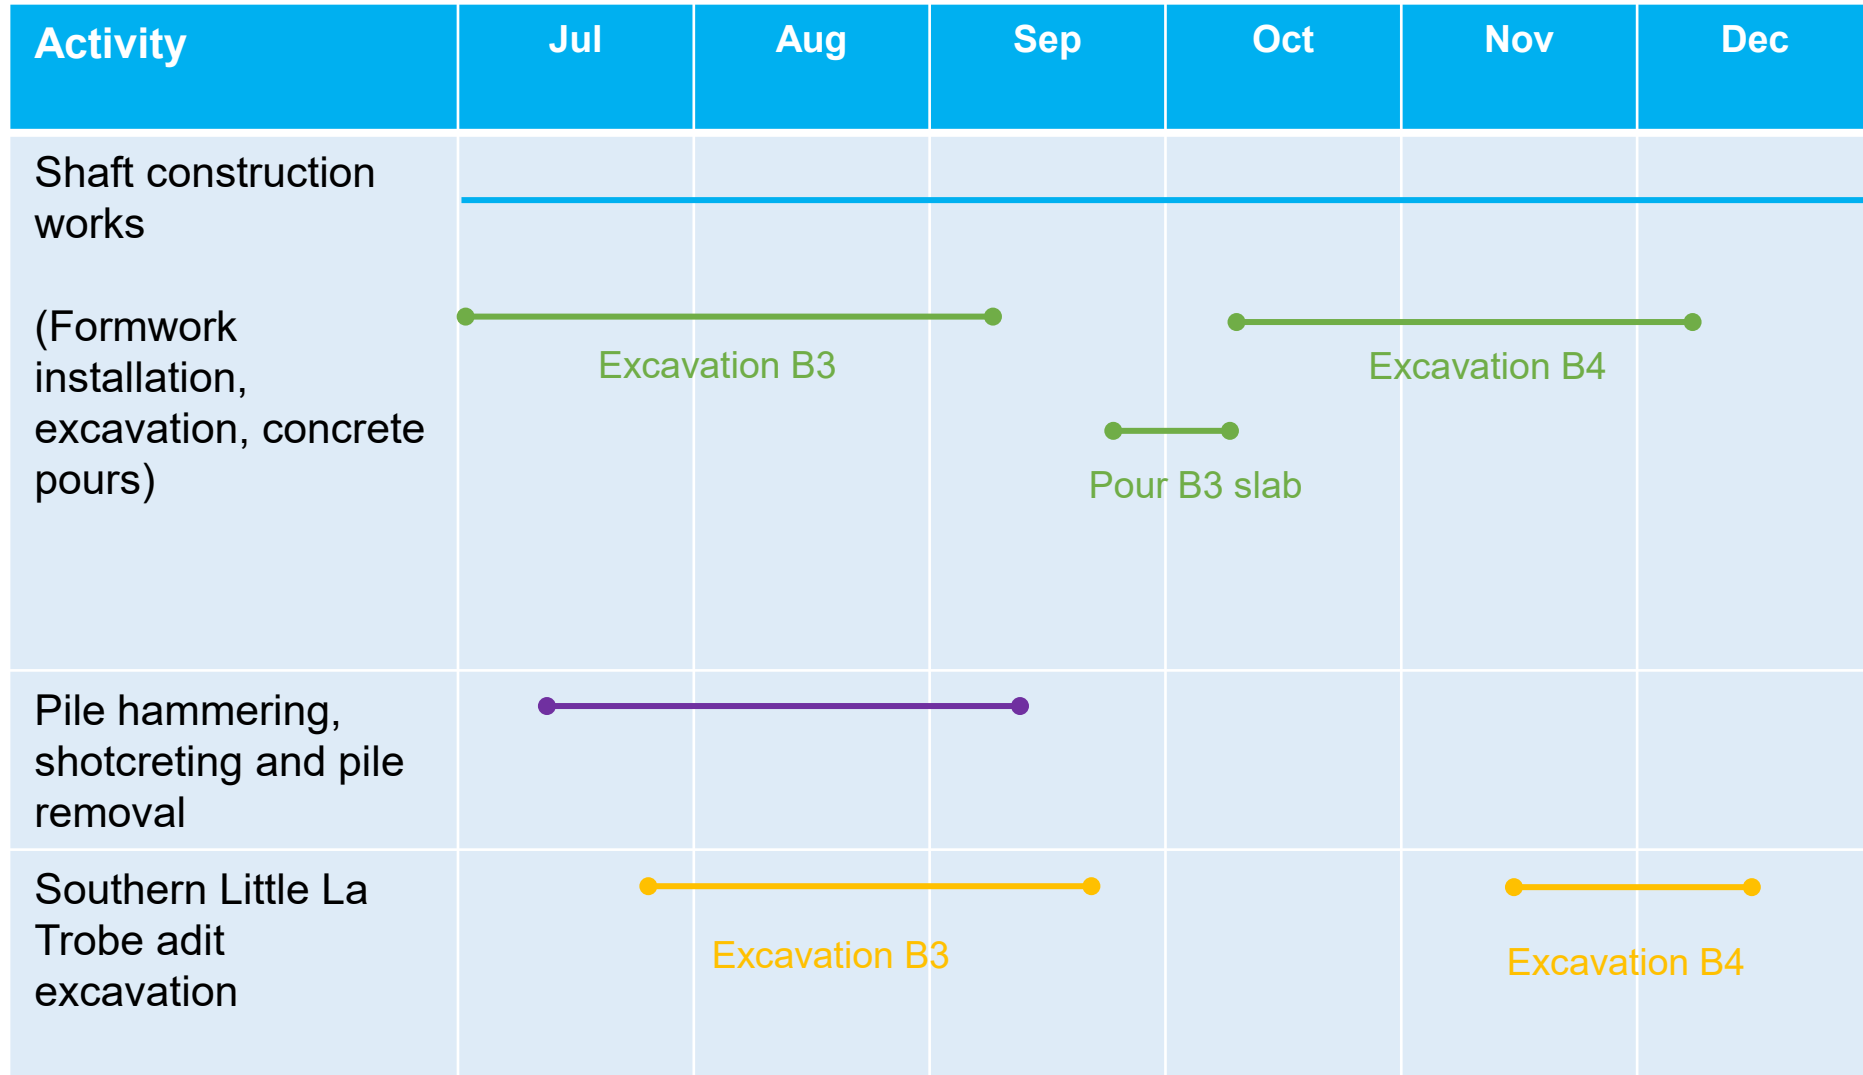 Activity
Jul
Aug
Sep
Oct
Nov
Dec
Shaft construction
works
(Formwork
installation,
excavation, concrete
pours)
Excavation B3
Excavation B4
Pour B3 slab
Pile hammering,
shotcreting and pile
removal
Southern Little La
Trobe adit
excavation
Excavation B3
Excavation B4